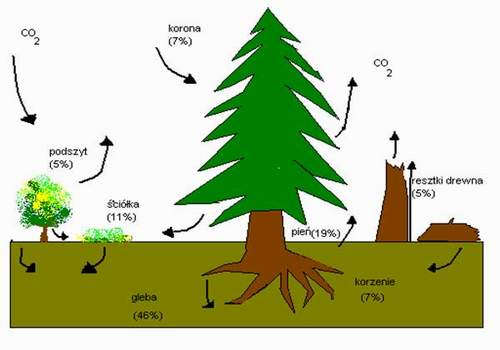 CO2
korona
(7%)
CO2
podszyt
(5%)
resztki drewna
(5%)
ściółka
(11%)
pień(19%)
korzenie
(7%)
gleba
(46%)